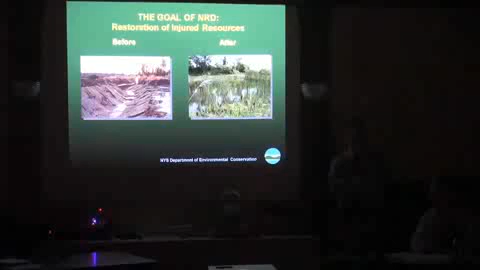 THE GOAL OF NRD:
Restoration of Injured Resources
Before After
NYS Department of Environmental Conservation